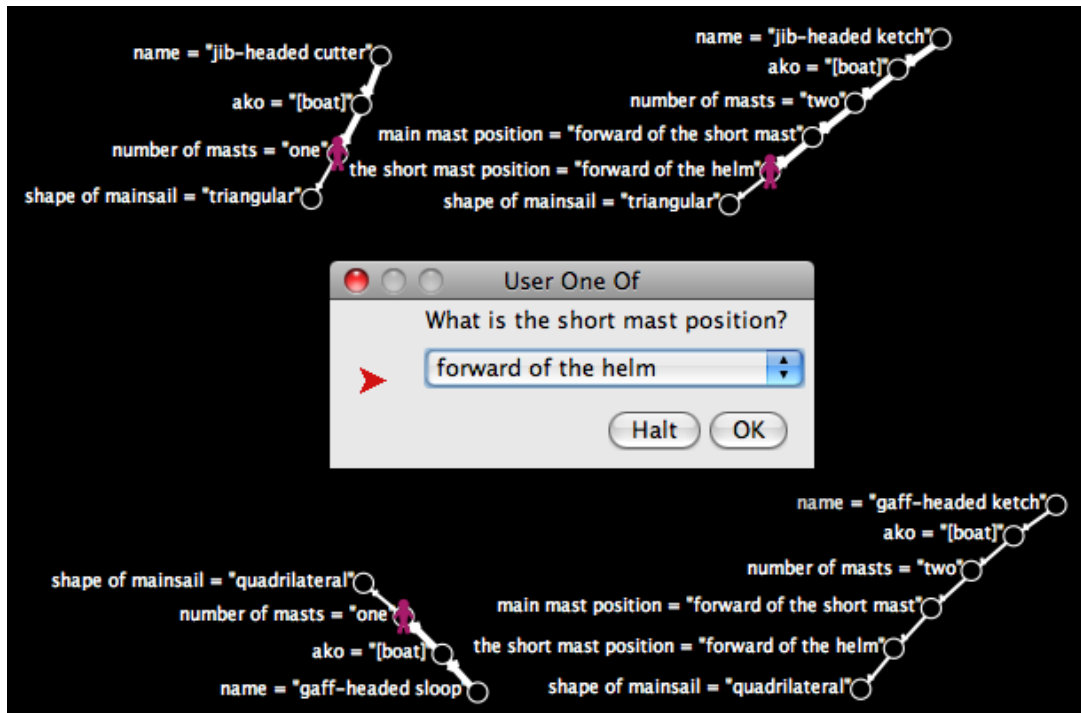 name = "jib-headed cutter"
ako = "[boat]"
number of masts = "one"
shape of mainsail = "triangular"
name = "jib-headed ketch"
ako = "[boat]"
number of masts = "two"
main mast position = "forward of the short mast"
the short mast position = "forward of the helm"
shape of mainsail = "triangular"
User One Of
What is the short mast position?
forward of the helm
Halt OK
shape of mainsail = "quadrilateral"
number of masts = "one
ako = "[boat]
name = "gaff-headed sloop
name = "gaff-headed ketch"
ako = "[boat]"
number of masts = "two"
main mast position = "forward of the short mast"
the short mast position = "forward of the helm"
shape of mainsail = "quadrilateral"